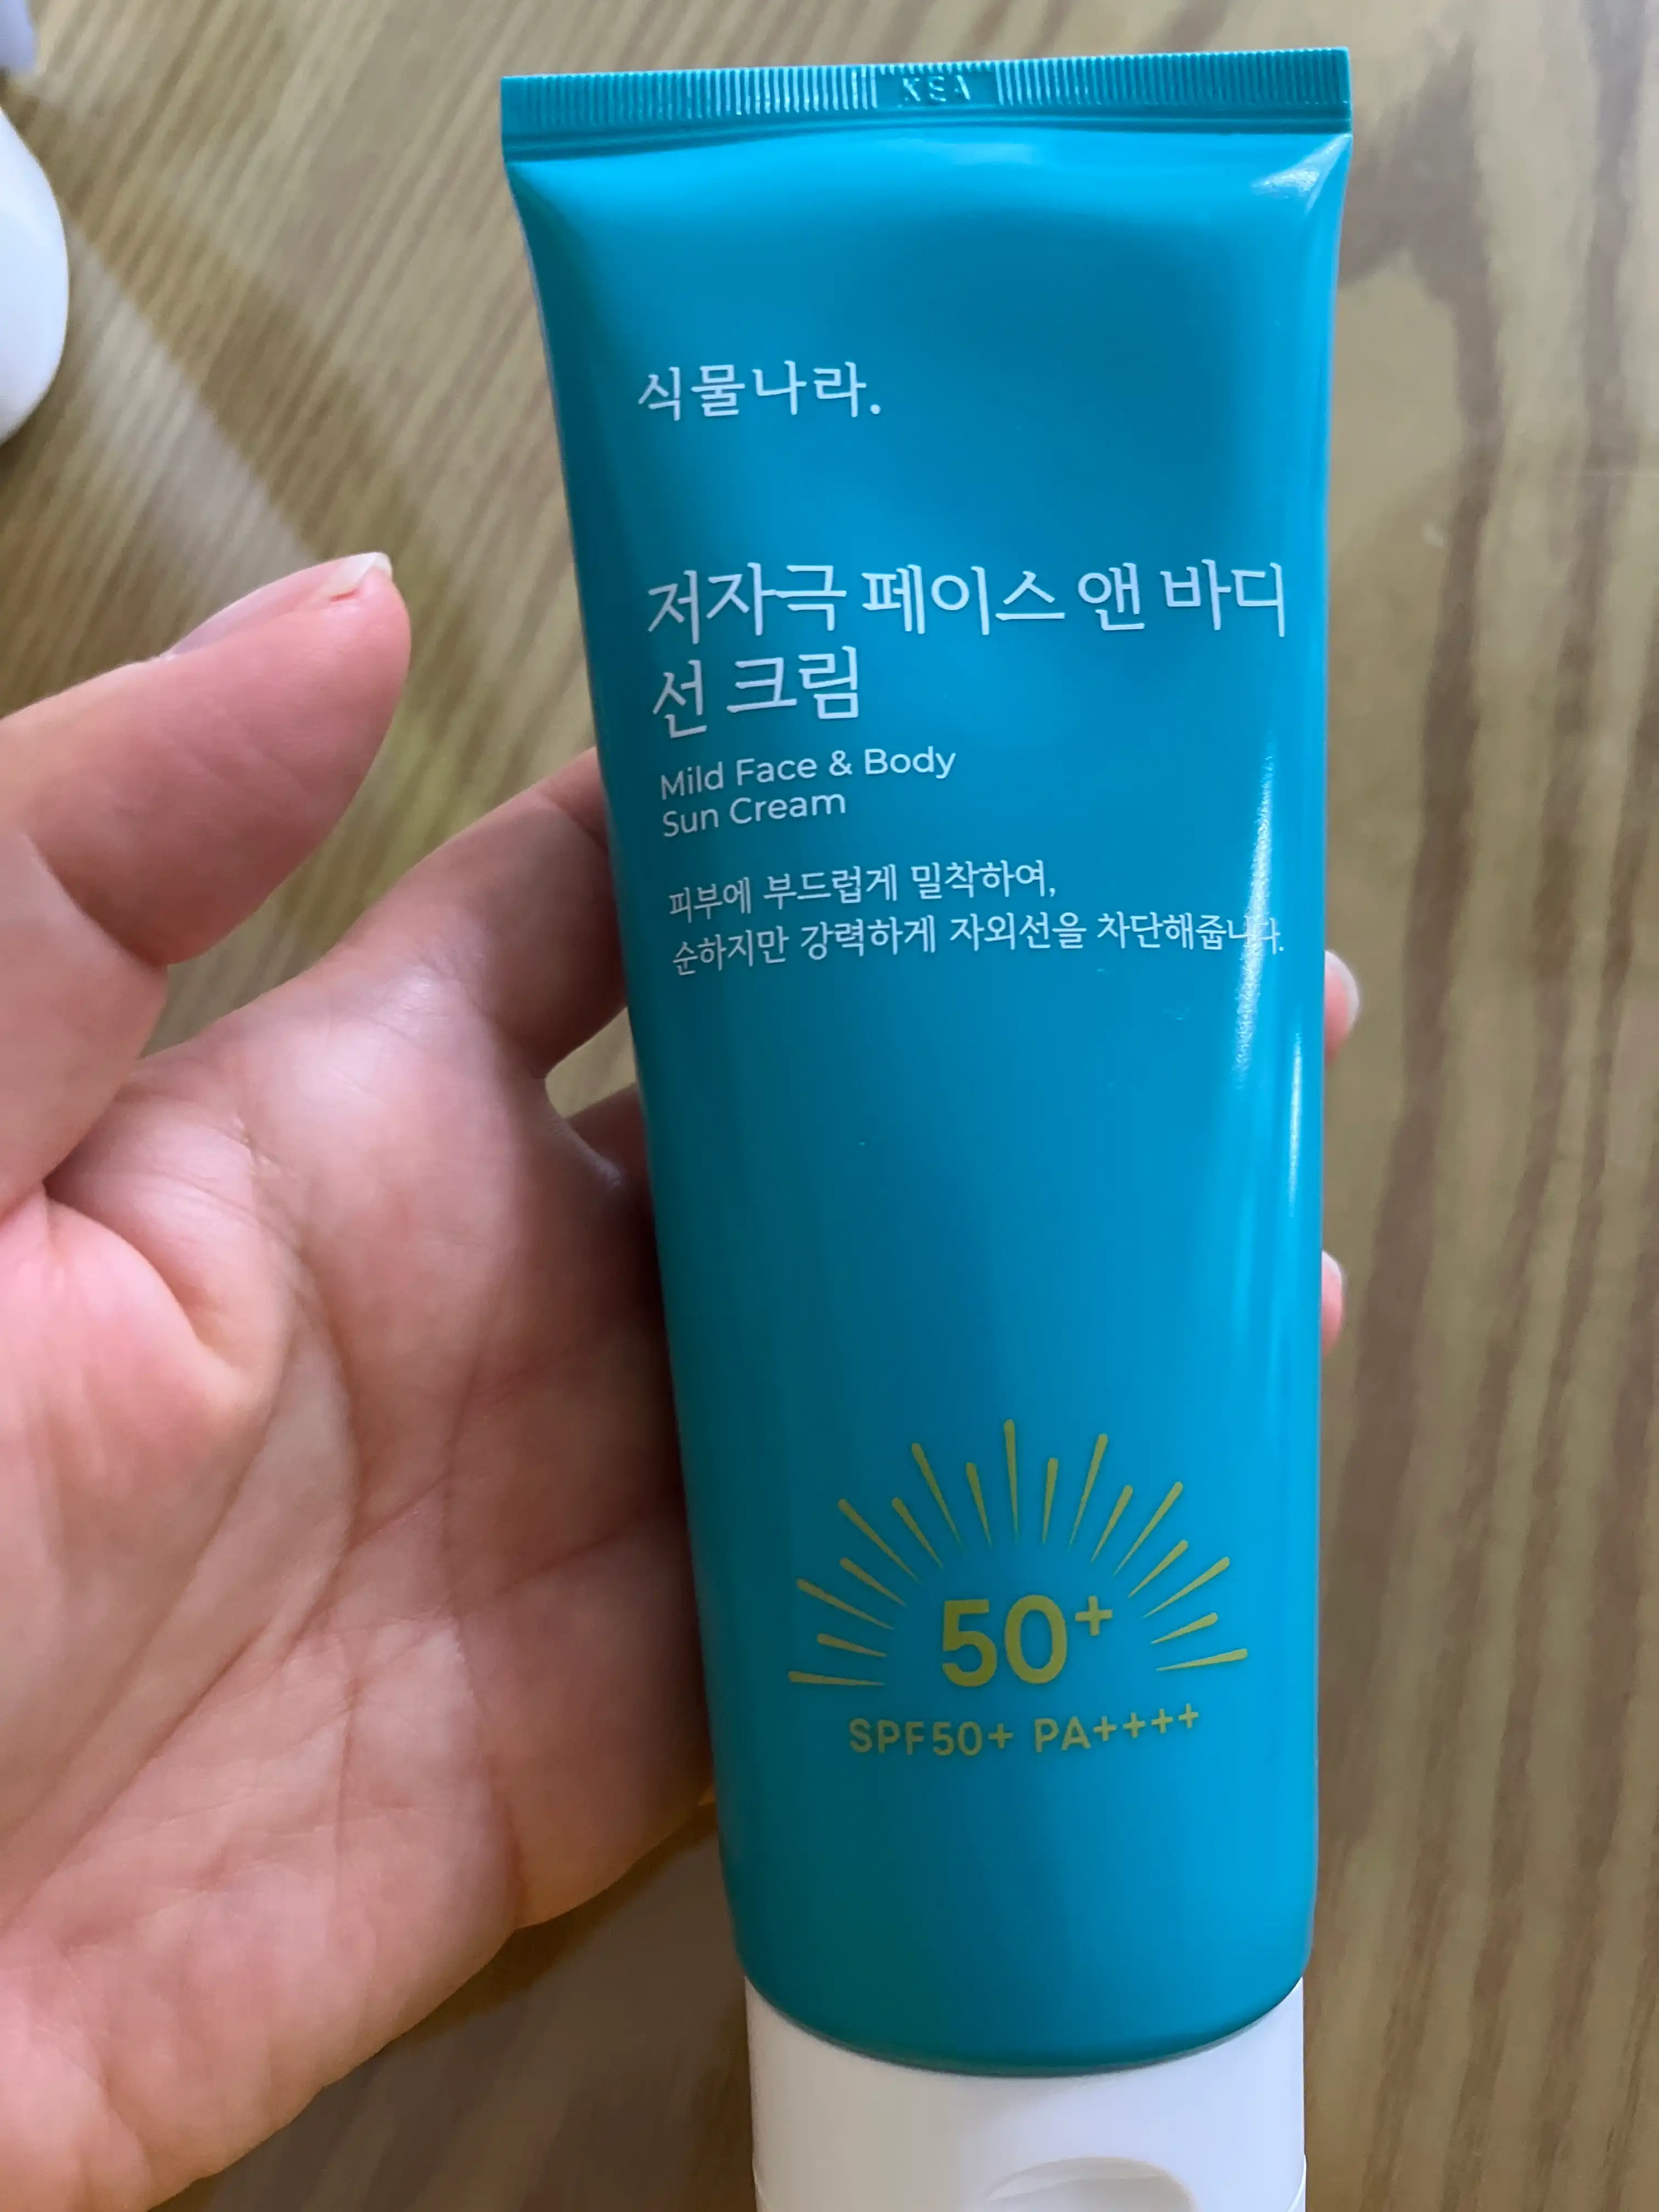 식물나라.
저자극 페이스 앤 바디
선 크림
Mild Face & Body
Sun Cream
피부에 부드럽게 밀착하여,
순하지만 강력하게 자외선을 차단해줍니다.
50+
SPF50+ PA++++